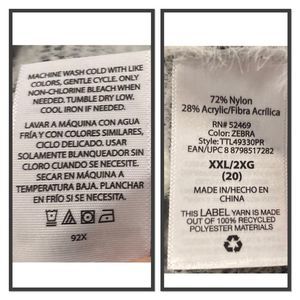 MACHINE WASH COLD WITH LIKE
COLORS, GENTLE CYCLE. ONLY
NON-CHLORINE BLEACH WHEN
NEEDED. TUMBLE DRY LOW.
COOL IRON IF NEEDED.
LAVAR A MÁQUINA CON AGUA
FRÍA Y CON COLORES SIMILARES,
CICLO DELICADO. USAR
SOLAMENTE BLANQUEADOR SIN
CLORO CUANDO SE NECESITE.
SECAR EN MÁQUINA A
TEMPERATURA BAJA. PLANCHAR
EN FRÍO SI SE NECESITE.
92X
72% Nylon
28% Acrylic/Fibra Acrílica
RN# 52469
Color: ZEBRA
Style: TTL49330PR
EAN/UPC 8 8798517282
XXL/2XG
(20)
MADE IN/HECHO EN
CHINA
THIS LABEL YARN IS MADE
OF 100% RECYCLED
POLYESTER MATERIALS